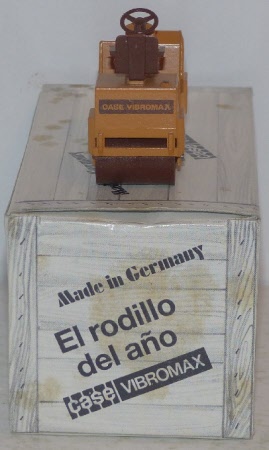 CASE VIBROMAX
Made in Germany
El rodillo
del año
case VIBROMAX